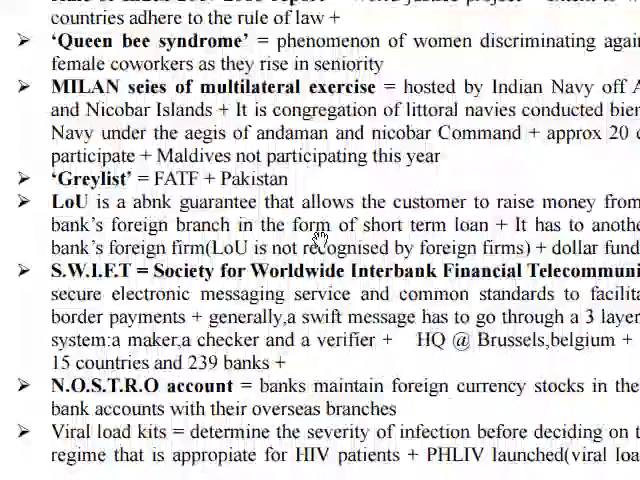 countries adhere to the rule of law +
➢ ‘Queen bee syndrome’ = phenomenon of women discriminating agai
female coworkers as they rise in seniority
➢ MILAN seies of multilateral exercise = hosted by Indian Navy off A
and Nicobar Islands + It is congregation of littoral navies conducted bien
Navy under the aegis of andaman and nicobar Command + approx 20 c
participate + Maldives not participating this year
➢ ‘Greylist’ = FATF + Pakistan
➢ LoU is a abnk guarantee that allows the customer to raise money from
bank’s foreign branch in the form of short term loan + It has to anothe
bank’s foreign firm(LoU is not recognised by foreign firms) + dollar fund
➢ S.W.I.F.T = Society for Worldwide Interbank Financial Telecommuni
secure electronic messaging service and common standards to facilita
border payments + generally,a swift message has to go through a 3 layer
system:a maker,a checker and a verifier + HQ @ Brussels,belgium +
15 countries and 239 banks +
➢ N.O.S.T.R.O account = banks maintain foreign currency stocks in the
bank accounts with their overseas branches
➢ Viral load kits = determine the severity of infection before deciding on t
regime that is appropiate for HIV patients + PHLIV launched(viral loa